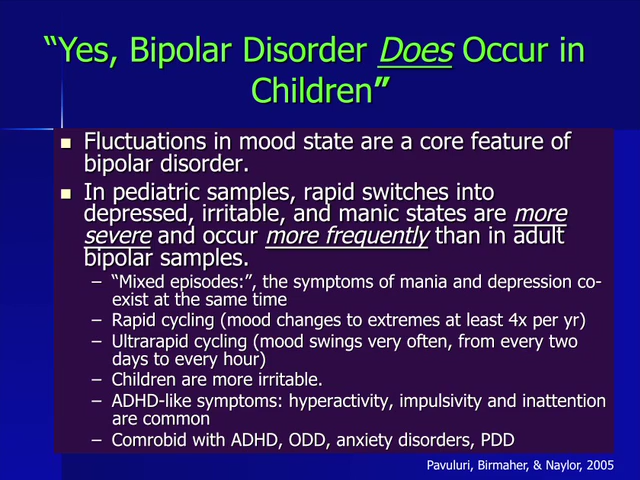 “Yes, Bipolar Disorder Does Occur in
Children”
Fluctuations in mood state are a core feature of
bipolar disorder.
In pediatric samples, rapid switches into
depressed, irritable, and manic states are more
severe and occur more frequently than in adult
bipolar samples.
– “Mixed episodes:”, the symptoms of mania and depression co-
exist at the same time
– Rapid cycling (mood changes to extremes at least 4x per yr)
– Ultrarapid cycling (mood swings very often, from every two
days to every hour)
– Children are more irritable.
– ADHD-like symptoms: hyperactivity, impulsivity and inattention
are common
– Comrobid with ADHD, ODD, anxiety disorders, PDD
Pavuluri, Birmaher, & Naylor, 2005